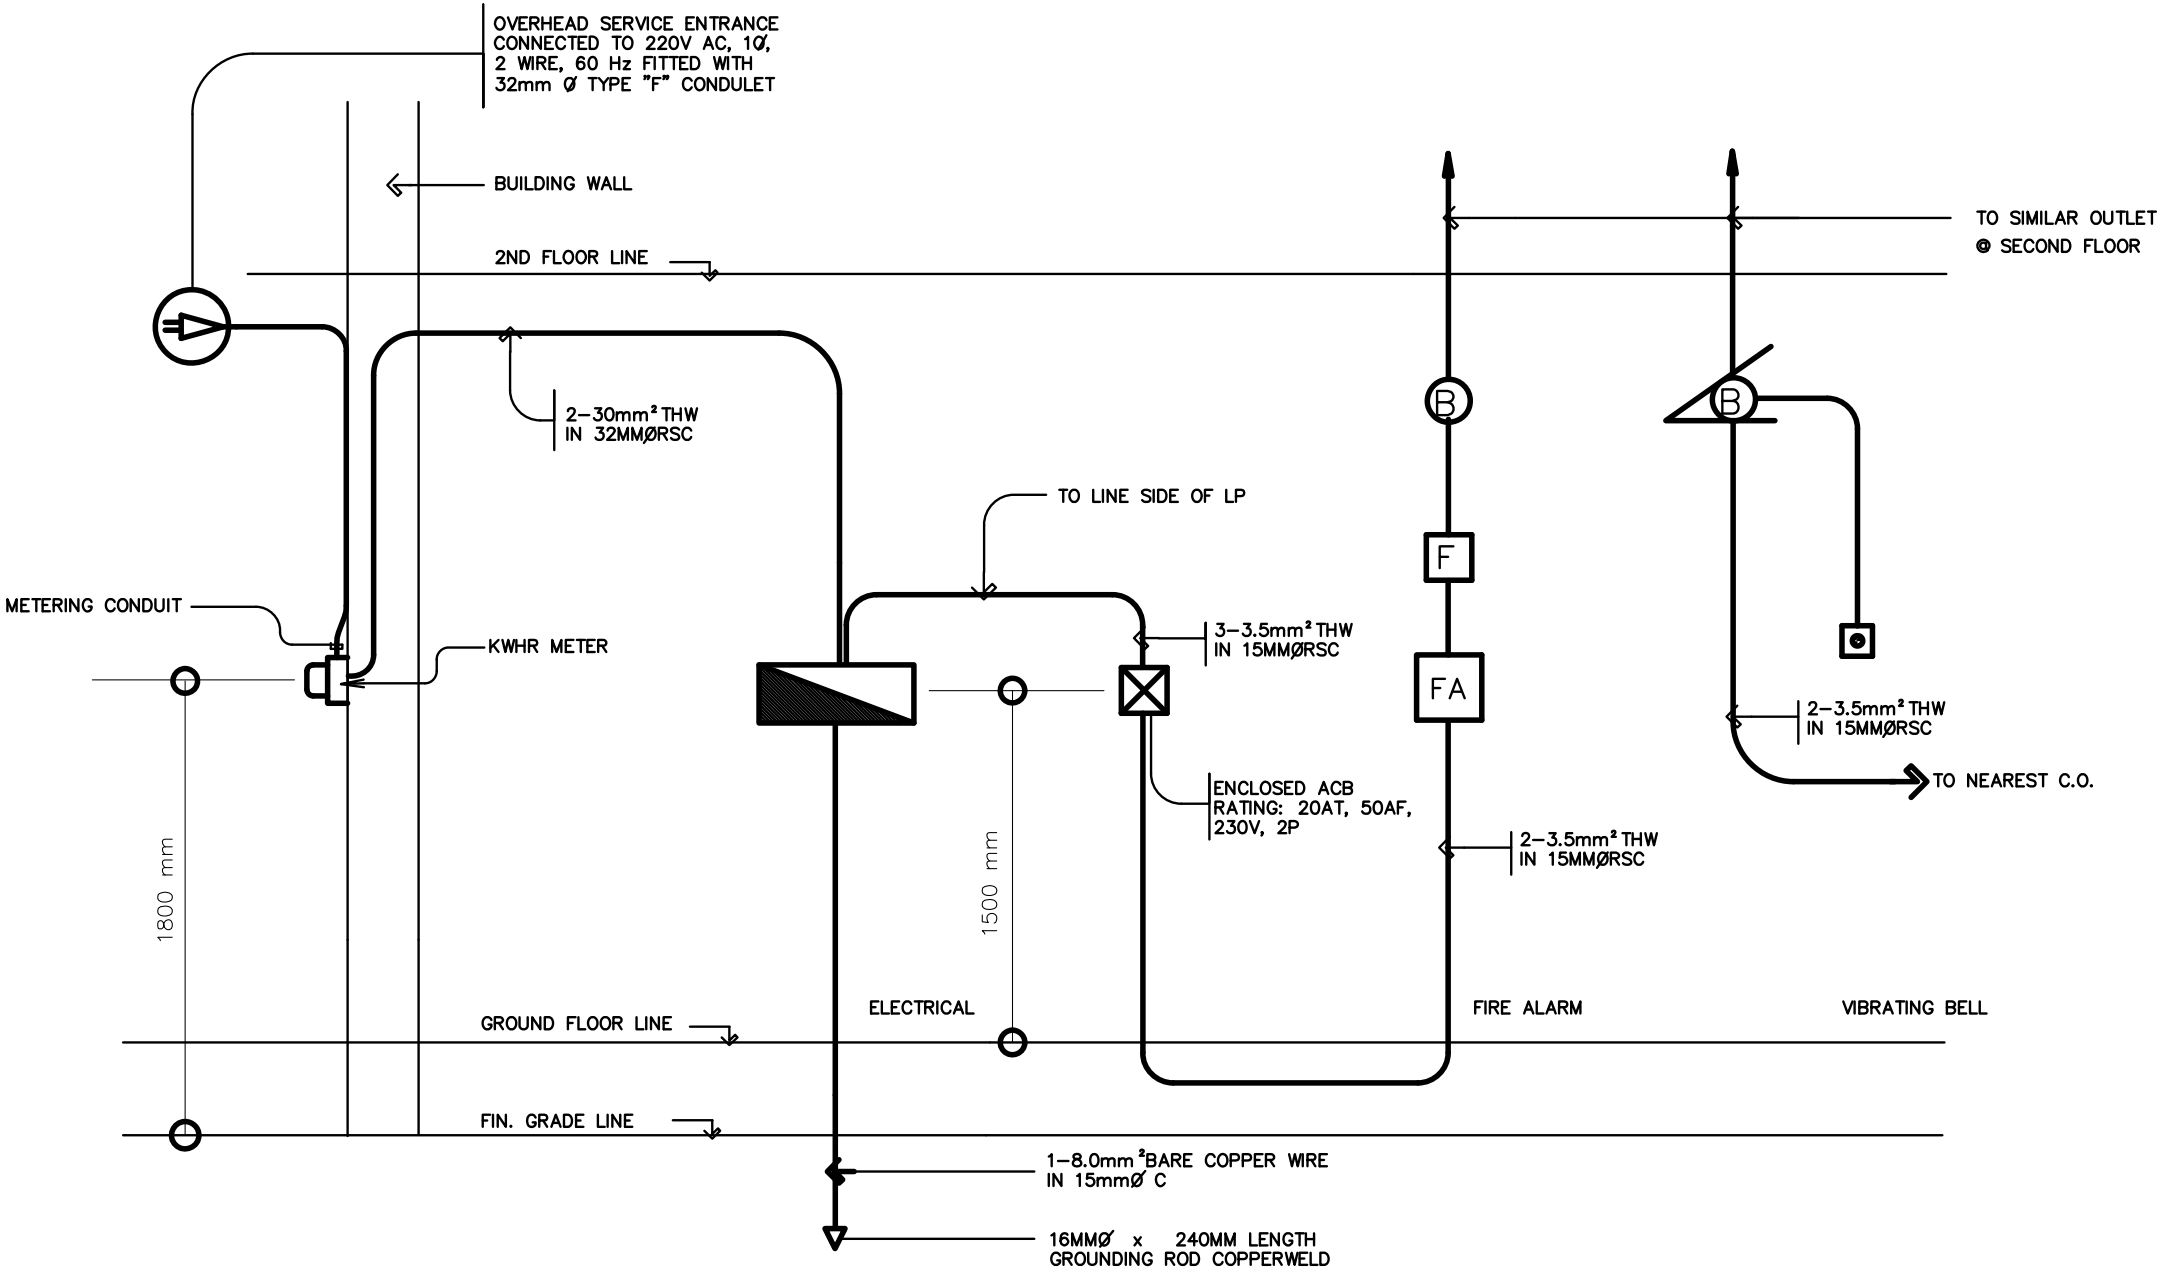 OVERHEAD SERVICE ENTRANCE
CONNECTED TO 220V AC, 1Ø,
2 WIRE, 60 Hz FITTED WITH
32mm Ø TYPE "F" CONDULET
BUILDING WALL
TO SIMILAR OUTLET
@ SECOND FLOOR
2ND FLOOR LINE
2-30mm² THW
IN 32MMØRSC
B
B
TO LINE SIDE OF LP
F
METERING CONDUIT
KWHR METER
3-3.5mm² THW
IN 15MMØRSC
FA
2-3.5mm² THW
IN 15MMØRSC
TO NEAREST C.O.
ENCLOSED ACB
RATING: 20AT, 50AF,
230V, 2P
1800 mm
1500 mm
2-3.5mm² THW
IN 15MMØRSC
ELECTRICAL
FIRE ALARM
VIBRATING BELL
GROUND FLOOR LINE
FIN. GRADE LINE
1-8.0mm² BARE COPPER WIRE
IN 15mmØ C
16MMØ x 240MM LENGTH
GROUNDING ROD COPPERWELD